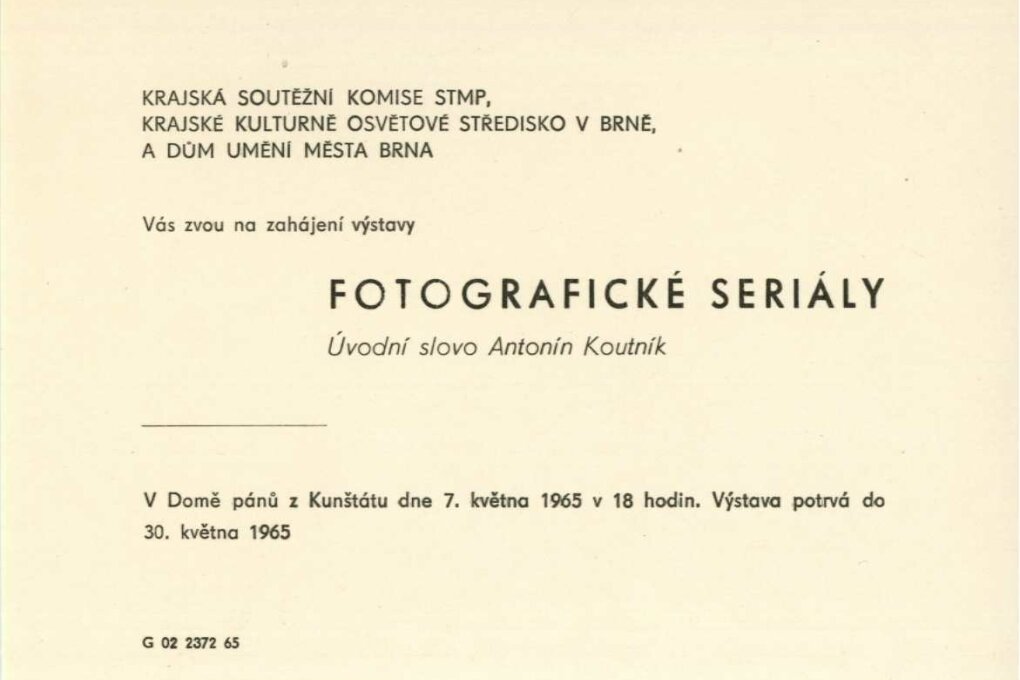 KRAJSKÁ SOUTĚŽNÍ KOMISE STMP,
KRAJSKÉ KULTURNĚ OSVĚTOVÉ STŘEDISKO V BRNĚ,
A DŮM UMĚNÍ MĚSTA BRNA
Vás zvou na zahájení výstavy
FOTOGRAFICKÉ SERIÁLY
Úvodní slovo Antonín Koutník
V Domě pánů z Kunštátu dne 7. května 1965 v 18 hodin. Výstava potrvá do
30. května 1965
G 02 2372 65